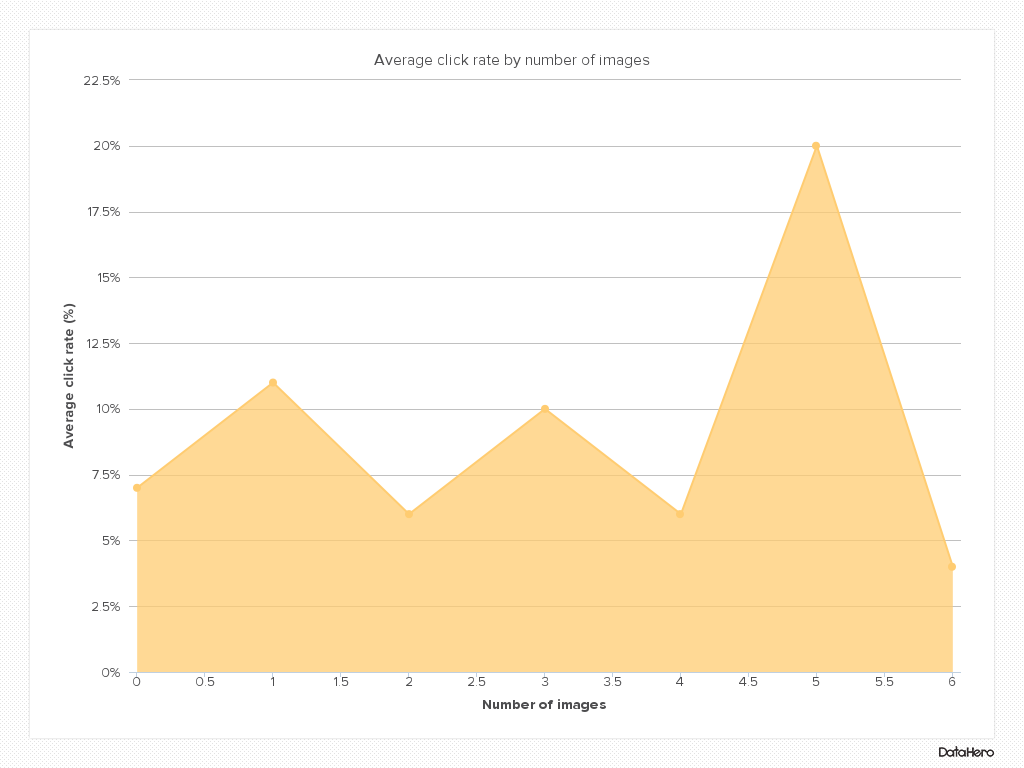 Average click rate by number of images
22.5%
20%
17.5%
15%
12.5%
10%
7.5%
5%
2.5%
0%
Average click rate (%)
0 0.5 1 1.5 2 2.5 3 3.5 4 4.5 5 5.5 6
Number of images
DataHero